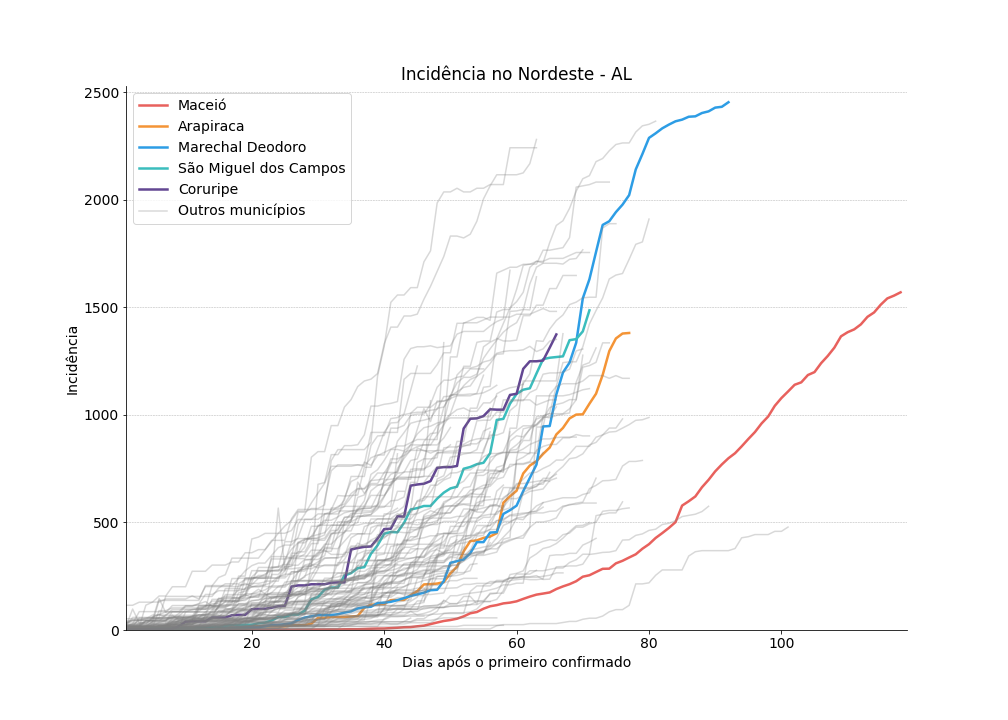 Incidência no Nordeste - AL
Maceió
Arapiraca
Marechal Deodoro
São Miguel dos Campos
Coruripe
Outros municípios
2500
2000
1500
1000
500
0
Incidência
20 40 60 80 100
Dias após o primeiro confirmado